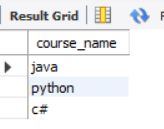 Result Grid
course_name
java
python
c#